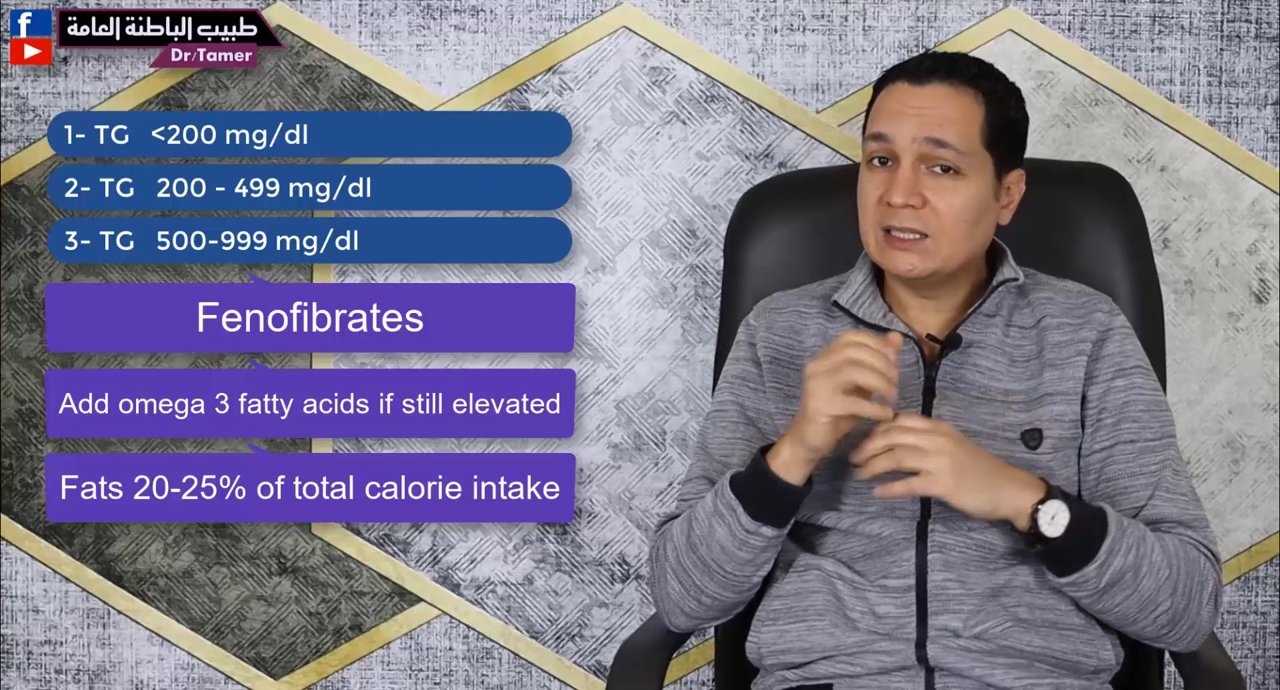 f
طبيب الباطنة العامة
Dr/Tamer
1- TG <200 mg/dl
2- TG 200 - 499 mg/dl
3- TG 500-999 mg/dl
Fenofibrates
Add omega 3 fatty acids if still elevated
Fats 20-25% of total calorie intake